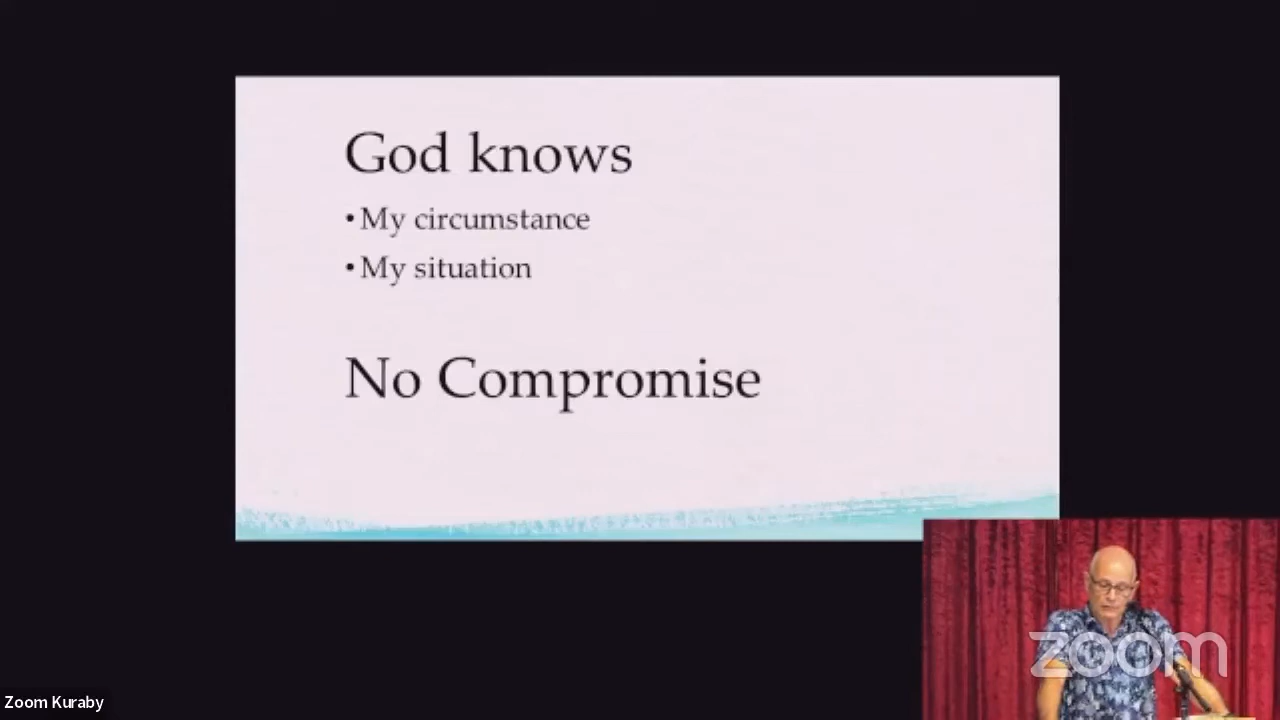 God knows
•My circumstance
•My situation
No Compromise
zoom
Zoom Kuraby